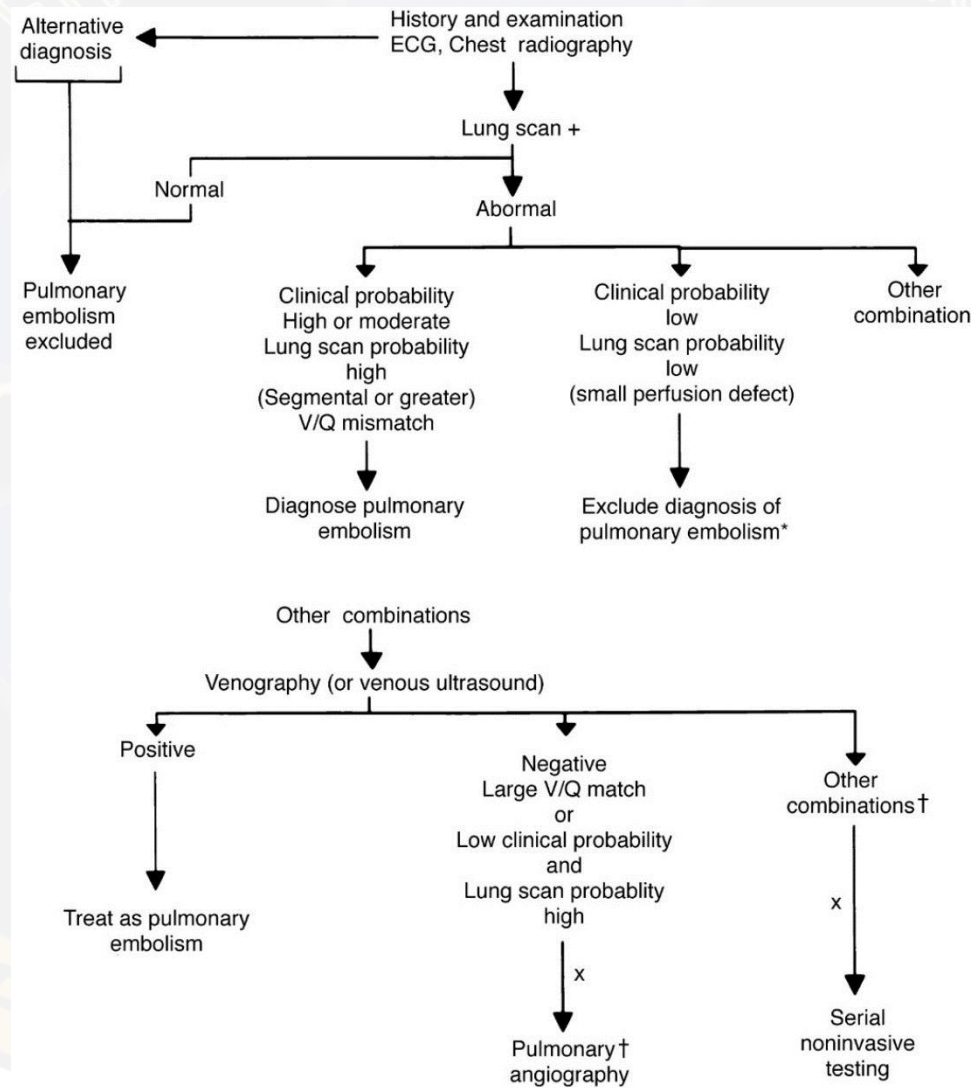 Alternative
diagnosis
History and examination
ECG, Chest radiography
Lung scan +
Normal
Abormal
Pulmonary
embolism
excluded
Clinical probability
High or moderate
Lung scan probability
high
(Segmental or greater)
V/Q mismatch
Clinical probability
low
Lung scan probability
low
(small perfusion defect)
Other
combination
Diagnose pulmonary
embolism
Exclude diagnosis of
pulmonary embolism*
Other combinations
Venography (or venous ultrasound)
Positive
Negative
Large V/Q match
or
Low clinical probability
and
Lung scan probablity
high
Other
combinations†
x
x
Treat as pulmonary
embolism
Pulmonary†
angiography
Serial
noninvasive
testing